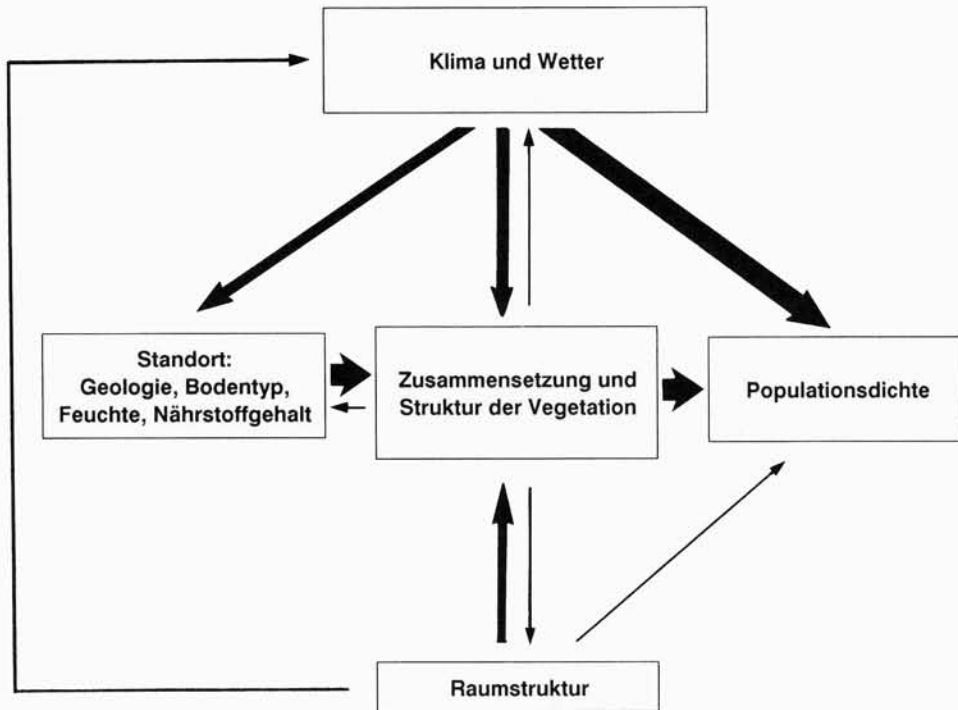 Klima und Wetter
Standort:
Geologie, Bodentyp,
Feuchte, Nährstoffgehalt
Zusammensetzung und
Struktur der Vegetation
Populationsdichte
Raumstruktur